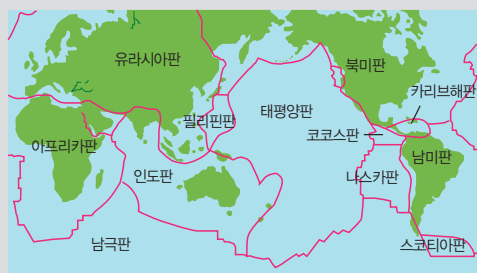 유라시아판
북미판
카리브해판
태평양판
필리핀판
코코스판
아프리카판
남미판
인도판
나스카판
남극판
스코티아판